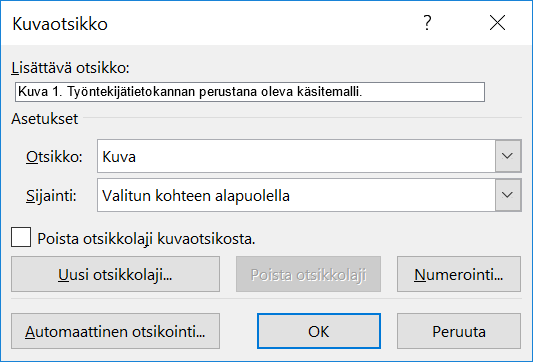 Kuvaotsikko
Lisättävä otsikko:
Kuva 1. Työntekijätietokannan perustana oleva käsitemalli.
Asetukset
Otsikko: Kuva
Sijainti: Valitun kohteen alapuolella
Poista otsikkolaji kuvaotsikosta.
Uusi otsikkolaji... Poista otsikkolaji Numerointi...
Automaattinen otsikointi... OK Peruuta